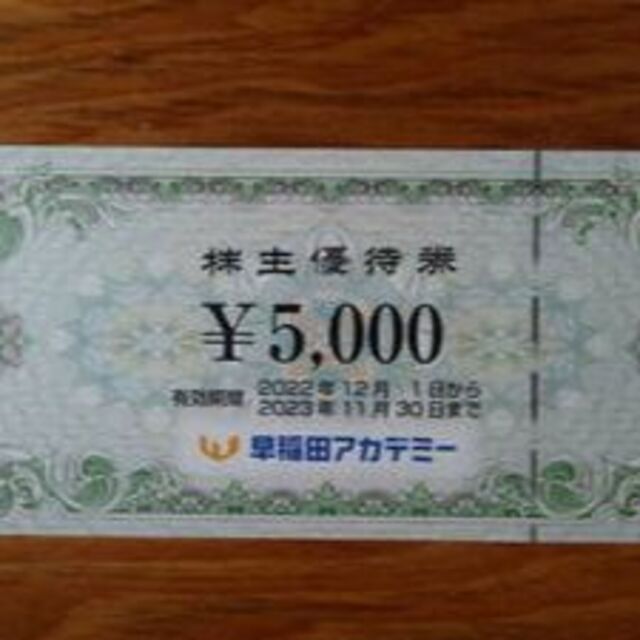 株主優待券
¥5,000
有効期間 2022年12月 1日から
2023年11月30日まで
早稲田アカデミー